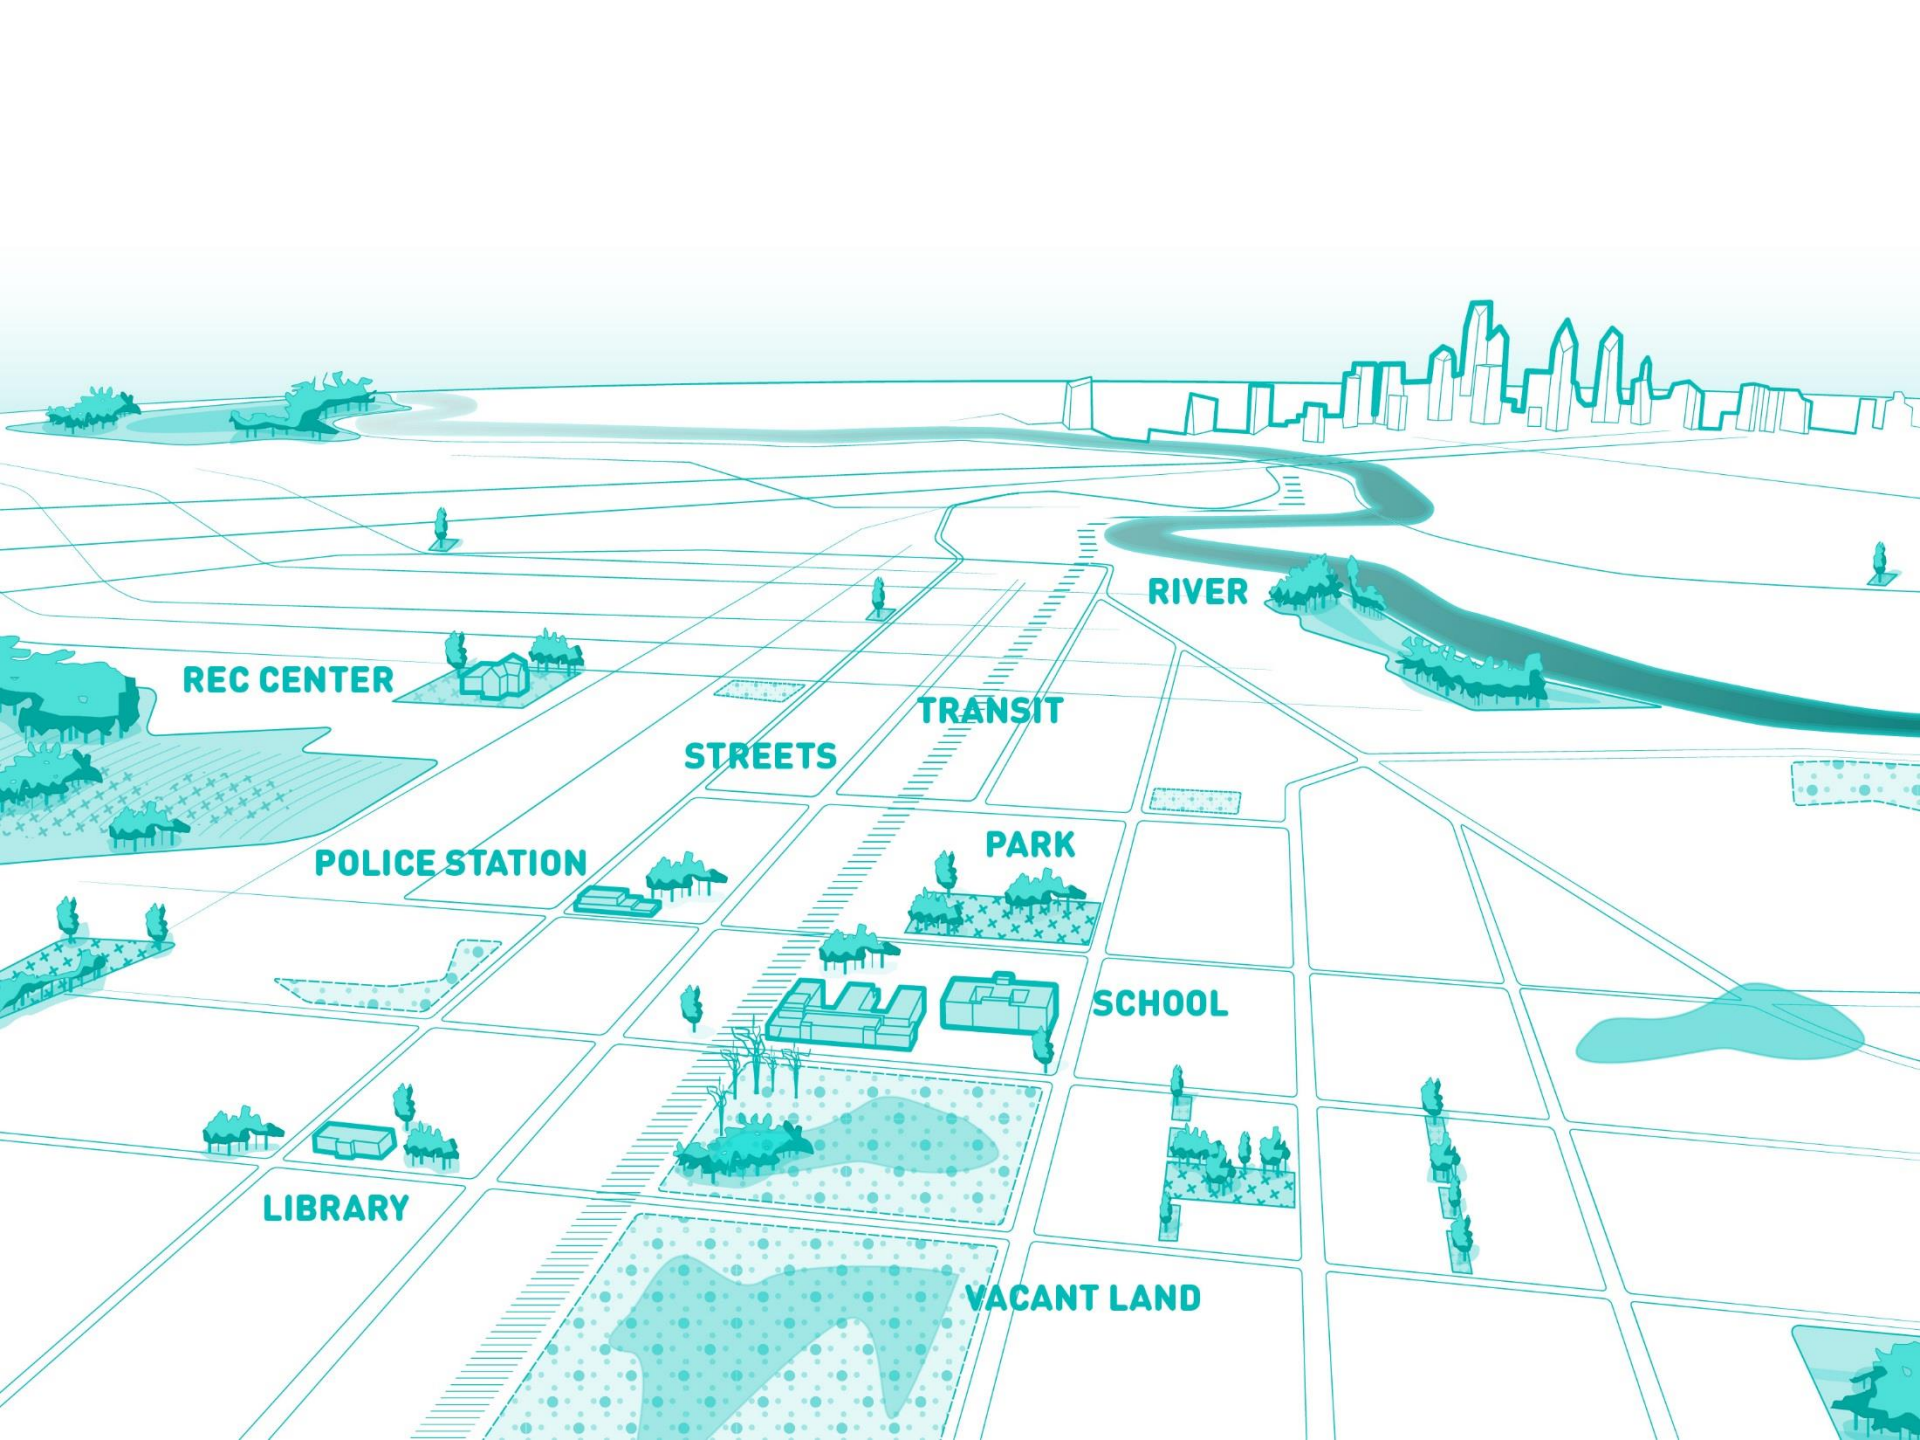 RIVER
REC CENTER
TRANSIT
STREETS
PARK
POLICE STATION
SCHOOL
LIBRARY
VACANT LAND